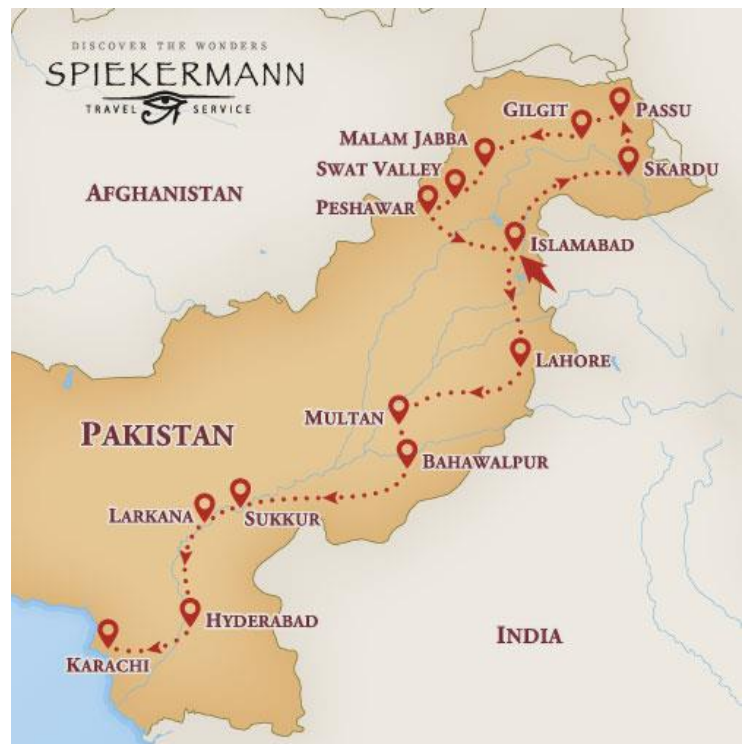 DISCOVER THE WONDERS
SPIEKERMANN
TRAVEL SERVICE
GILGIT
PASSU
MALAM JABBA
SWAT VALLEY
SKARDU
AFGHANISTAN
PESHAWAR
ISLAMABAD
LAHORE
MULTAN
PAKISTAN
BAHAWALPUR
LARKANA
SUKKUR
HYDERABAD
INDIA
KARACHI